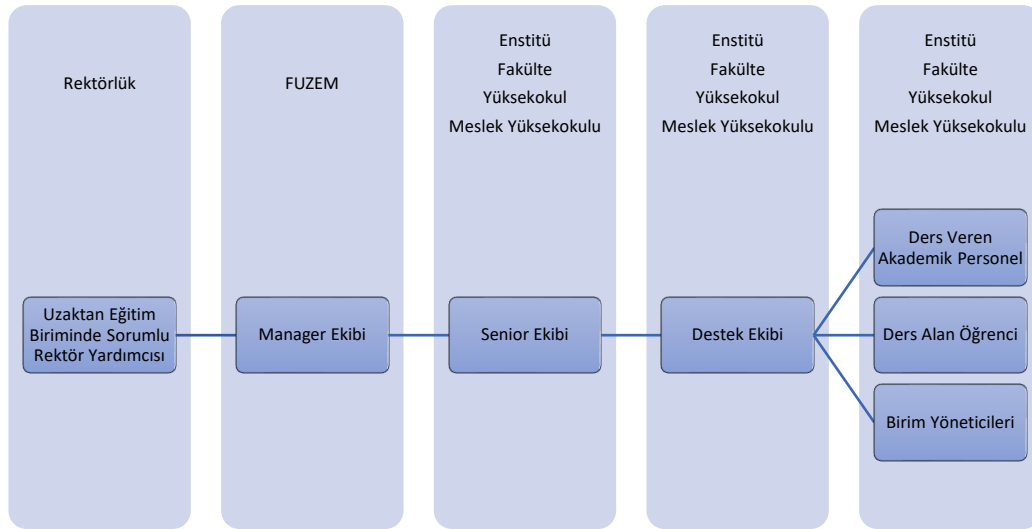 Rektörlük
FUZEM
Enstitü
Fakülte
Yüksekokul
Meslek Yüksekokulu
Enstitü
Fakülte
Yüksekokul
Meslek Yüksekokulu
Enstitü
Fakülte
Yüksekokul
Meslek Yüksekokulu
Uzaktan Eğitim
Biriminde Sorumlu
Rektör Yardımcısı
Manager Ekibi
Senior Ekibi
Destek Ekibi
Ders Veren
Akademik Personel
Ders Alan Öğrenci
Birim Yöneticileri